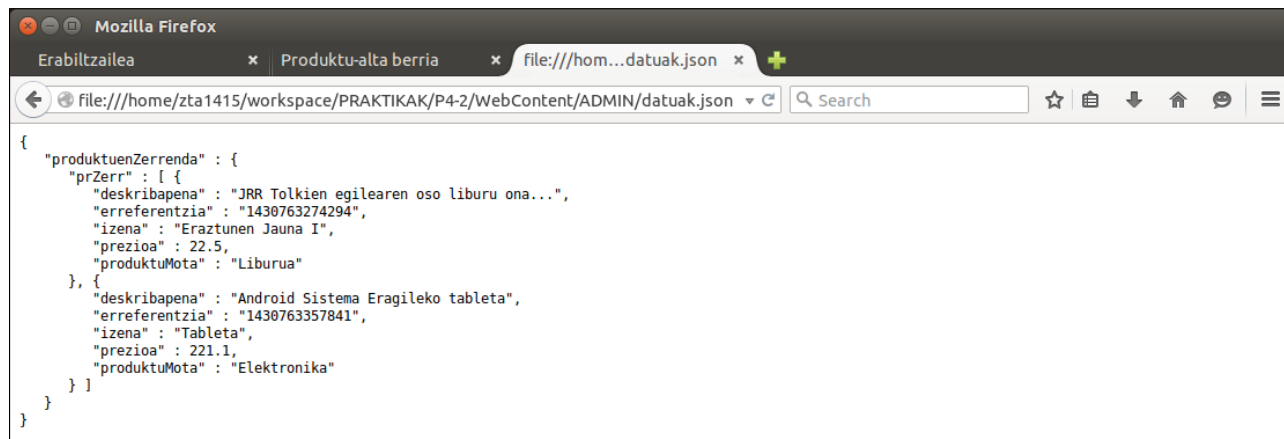 Mozilla Firefox
Erabiltzailea Produktu-alta berria file:///hom...datuak.json
file:///home/zta1415/workspace/PRAKTIKAK/P4-2/WebContent/ADMIN/datuak.json Search
{
"produktuenZerrenda" : {
"prZerr" : [ {
"deskribapena" : "JRR Tolkien egilearen oso liburu ona...",
"erreferentzia" : "1430763274294",
"izena" : "Eraztunen Jauna I",
"prezioa" : 22.5,
"produktuMota" : "Liburua"
}, {
"deskribapena" : "Android Sistema Eragileko tableta",
"erreferentzia" : "1430763357841",
"izena" : "Tableta",
"prezioa" : 221.1,
"produktuMota" : "Elektronika"
} ]
}
}